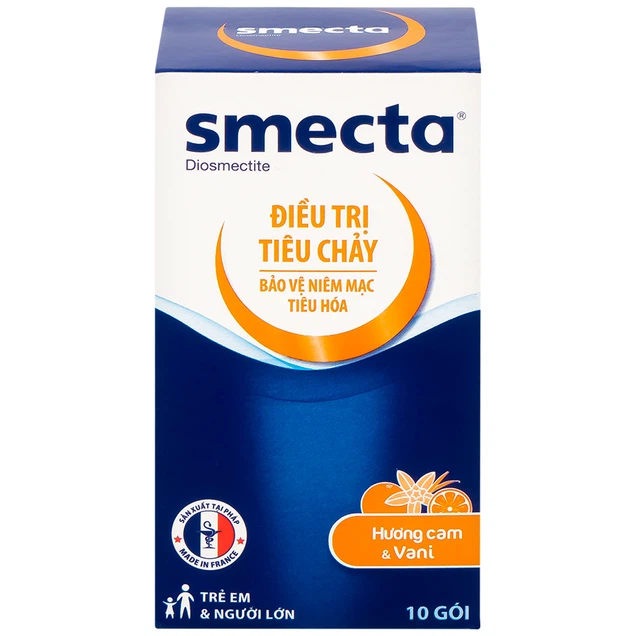 smecta
Diosmectite
smecta®
Diosmectite
ĐIỀU TRỊ
TIÊU CHẢY
BẢO VỆ NIÊM MẠC
TIÊU HÓA
SẢN XUẤT TẠI PHÁP
MADE IN FRANCE
Hương cam
& Vani
TRẺ EM
& NGƯỜI LỚN
10 GÓI